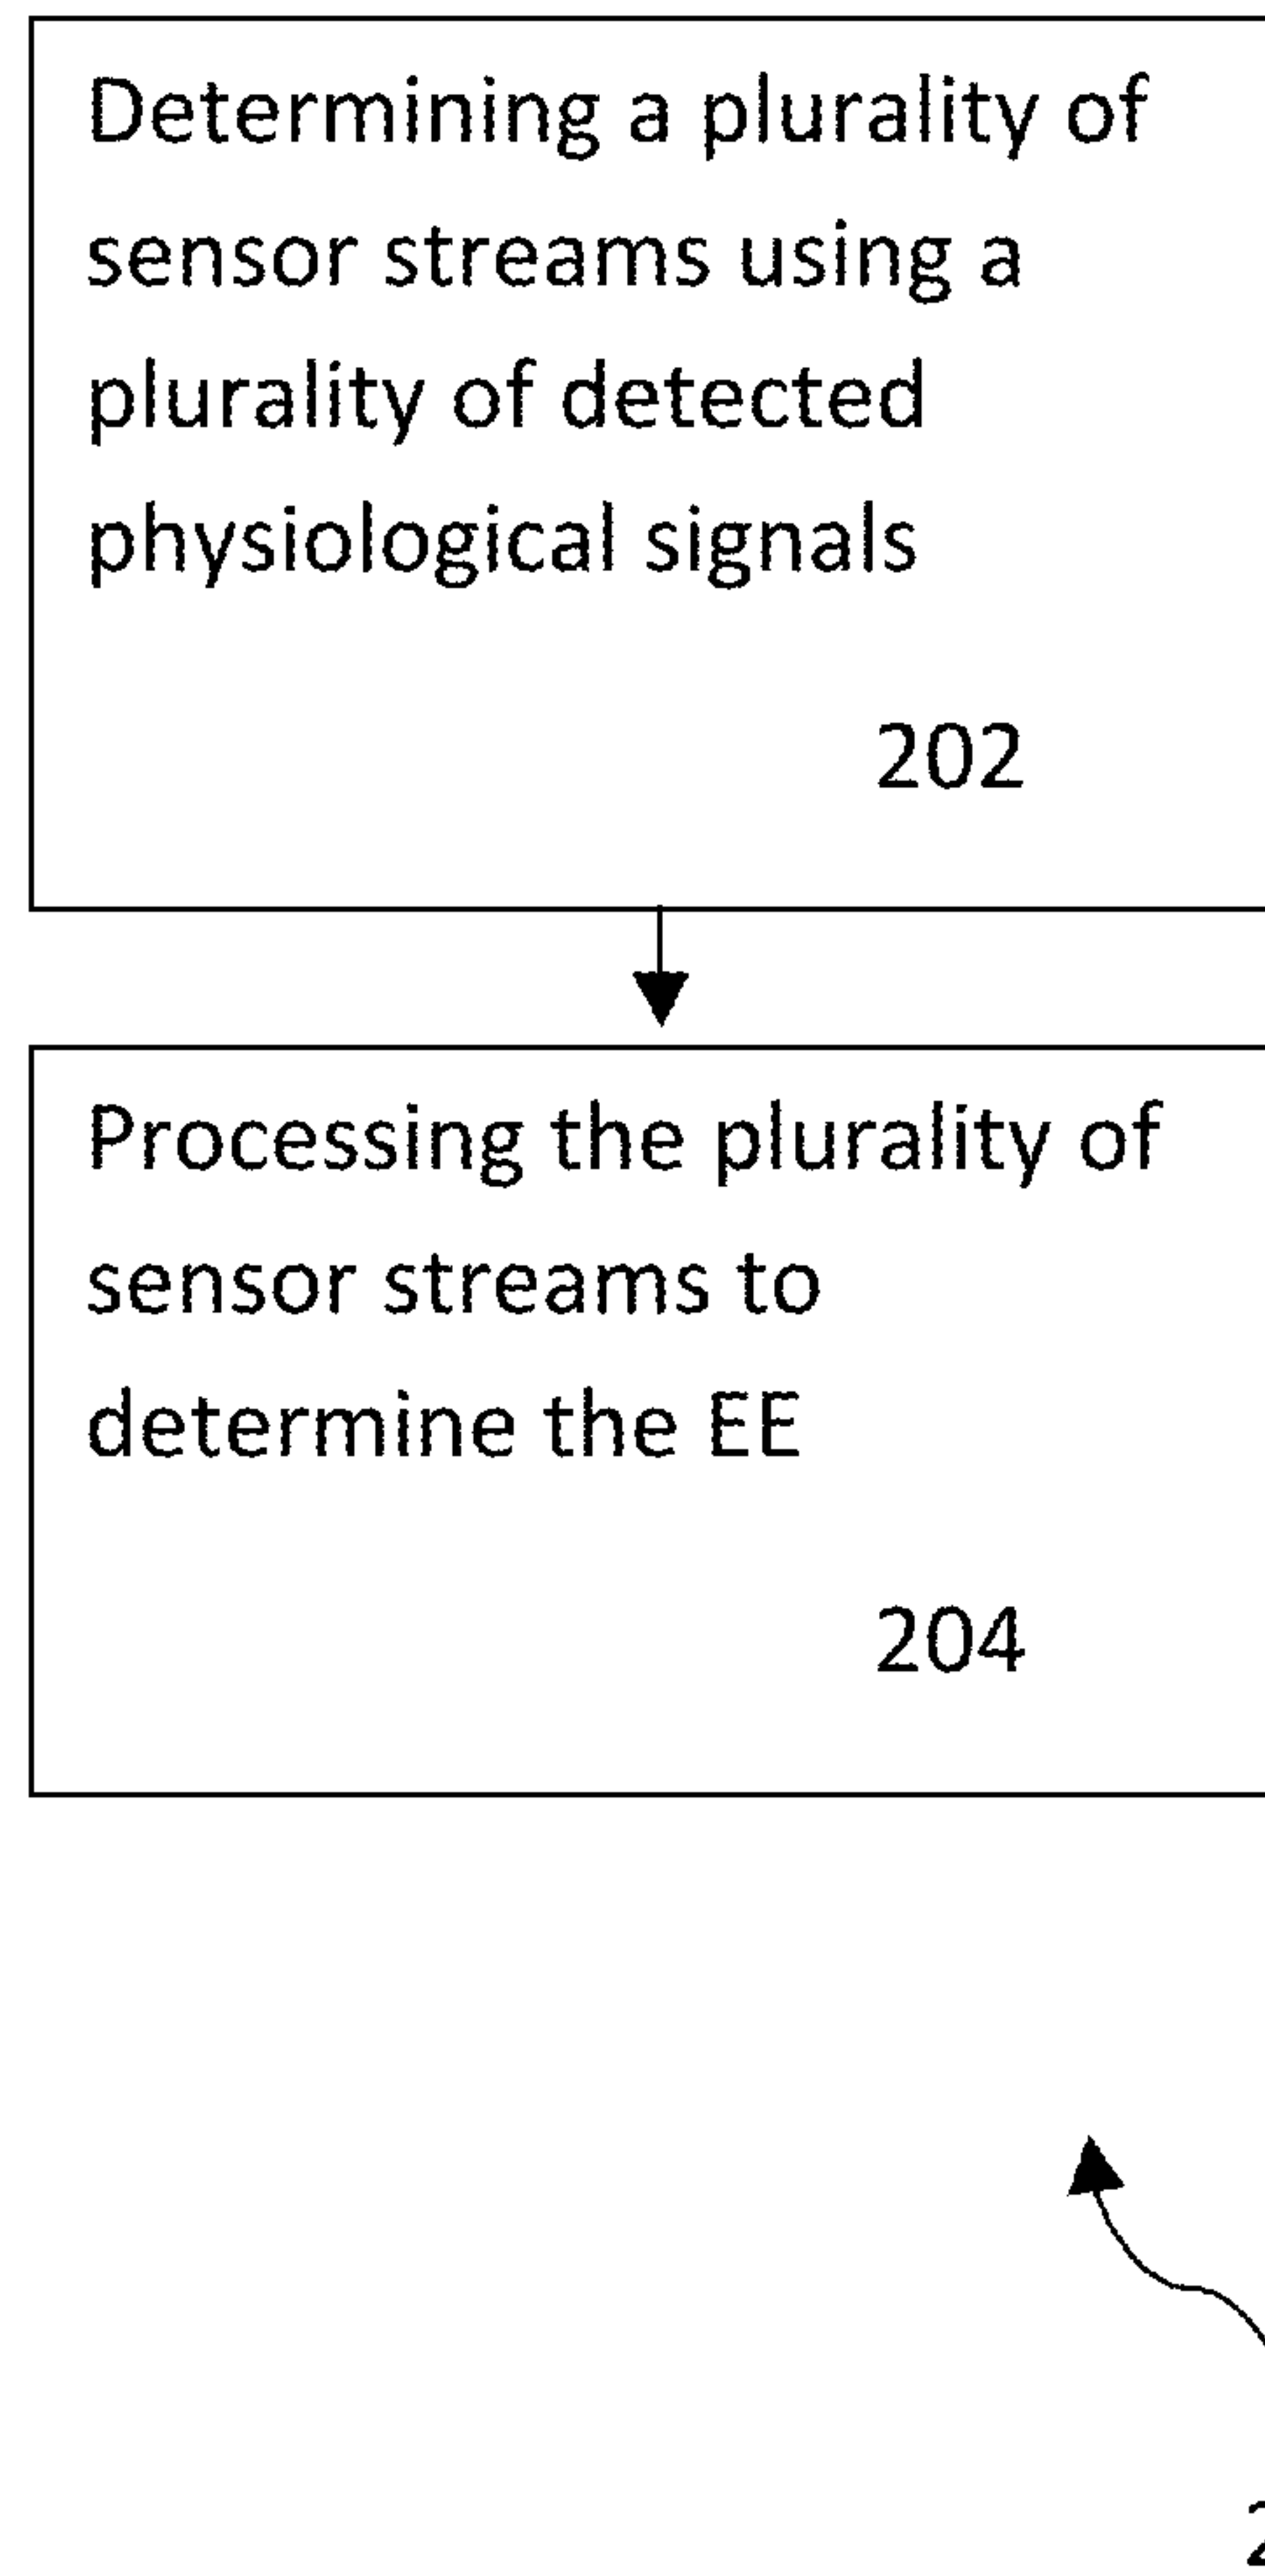 Determining a plurality of
sensor streams using a
plurality of detected
physiological signals
202
Processing the plurality of
sensor streams to
determine the EE
204